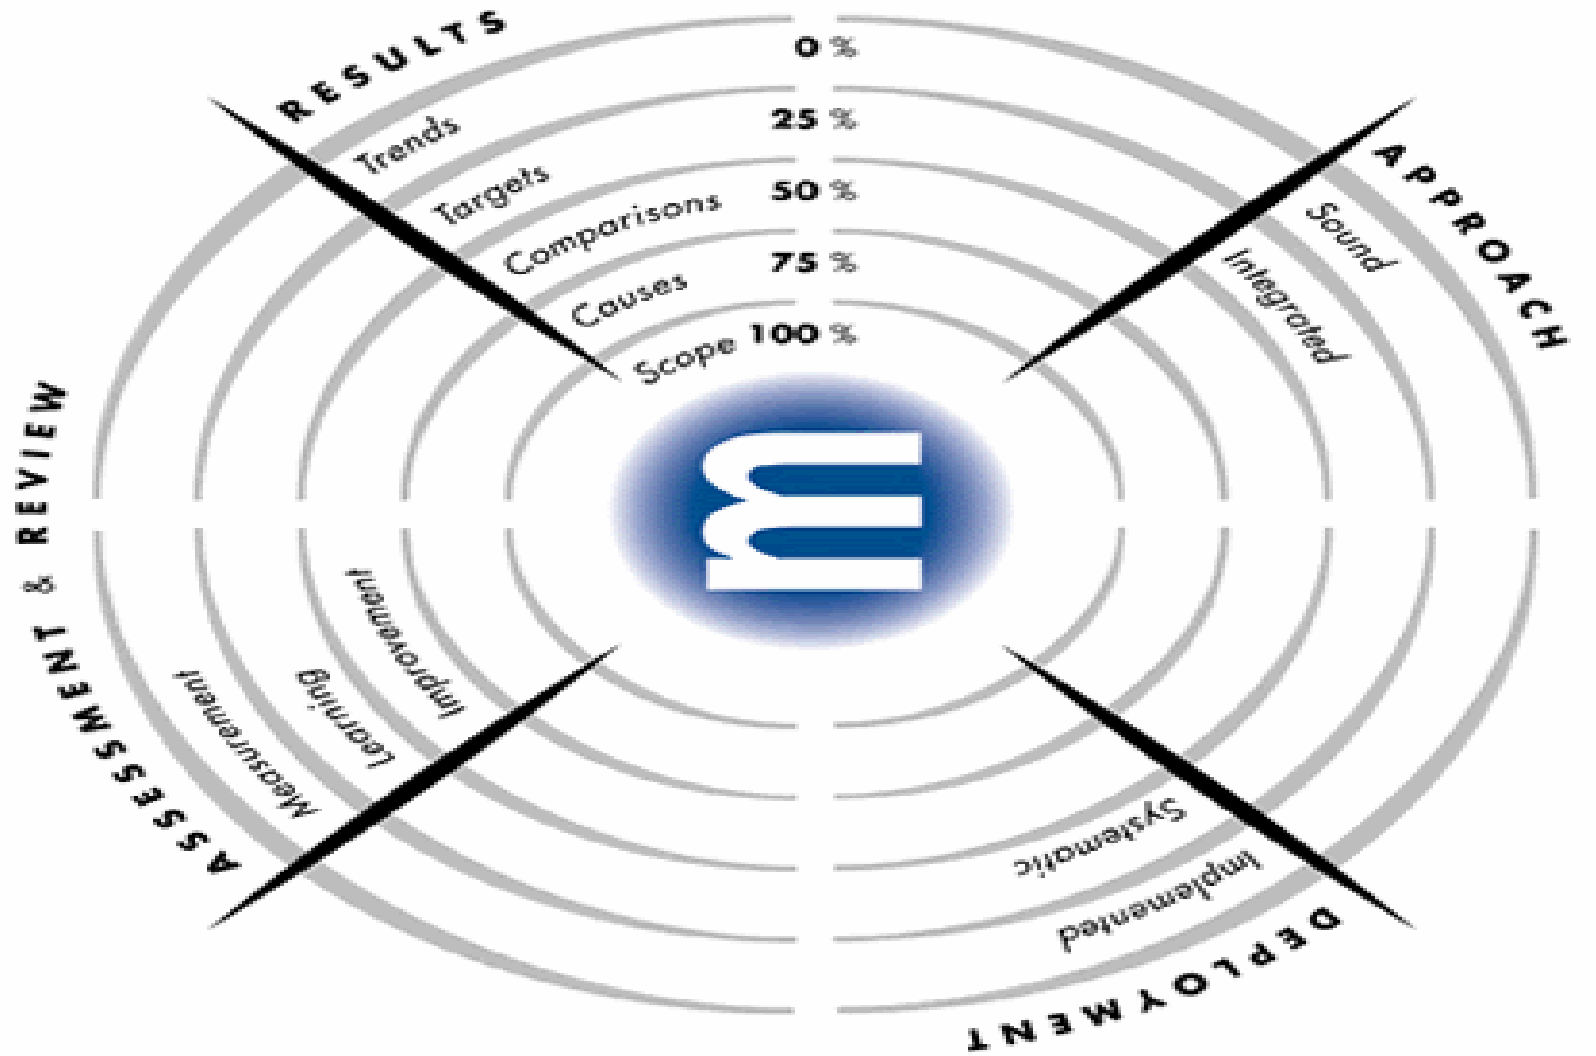 RESULTS
Trends
Targets
Comparisons
Causes
Scope
0 %
25 %
50 %
75 %
100 %
APPROACH
Sound
Integrated
DEPLOYMENT
Implemented
Systematic
ASSESSMENT & REVIEW
Measurement
Learning
Improvement
m